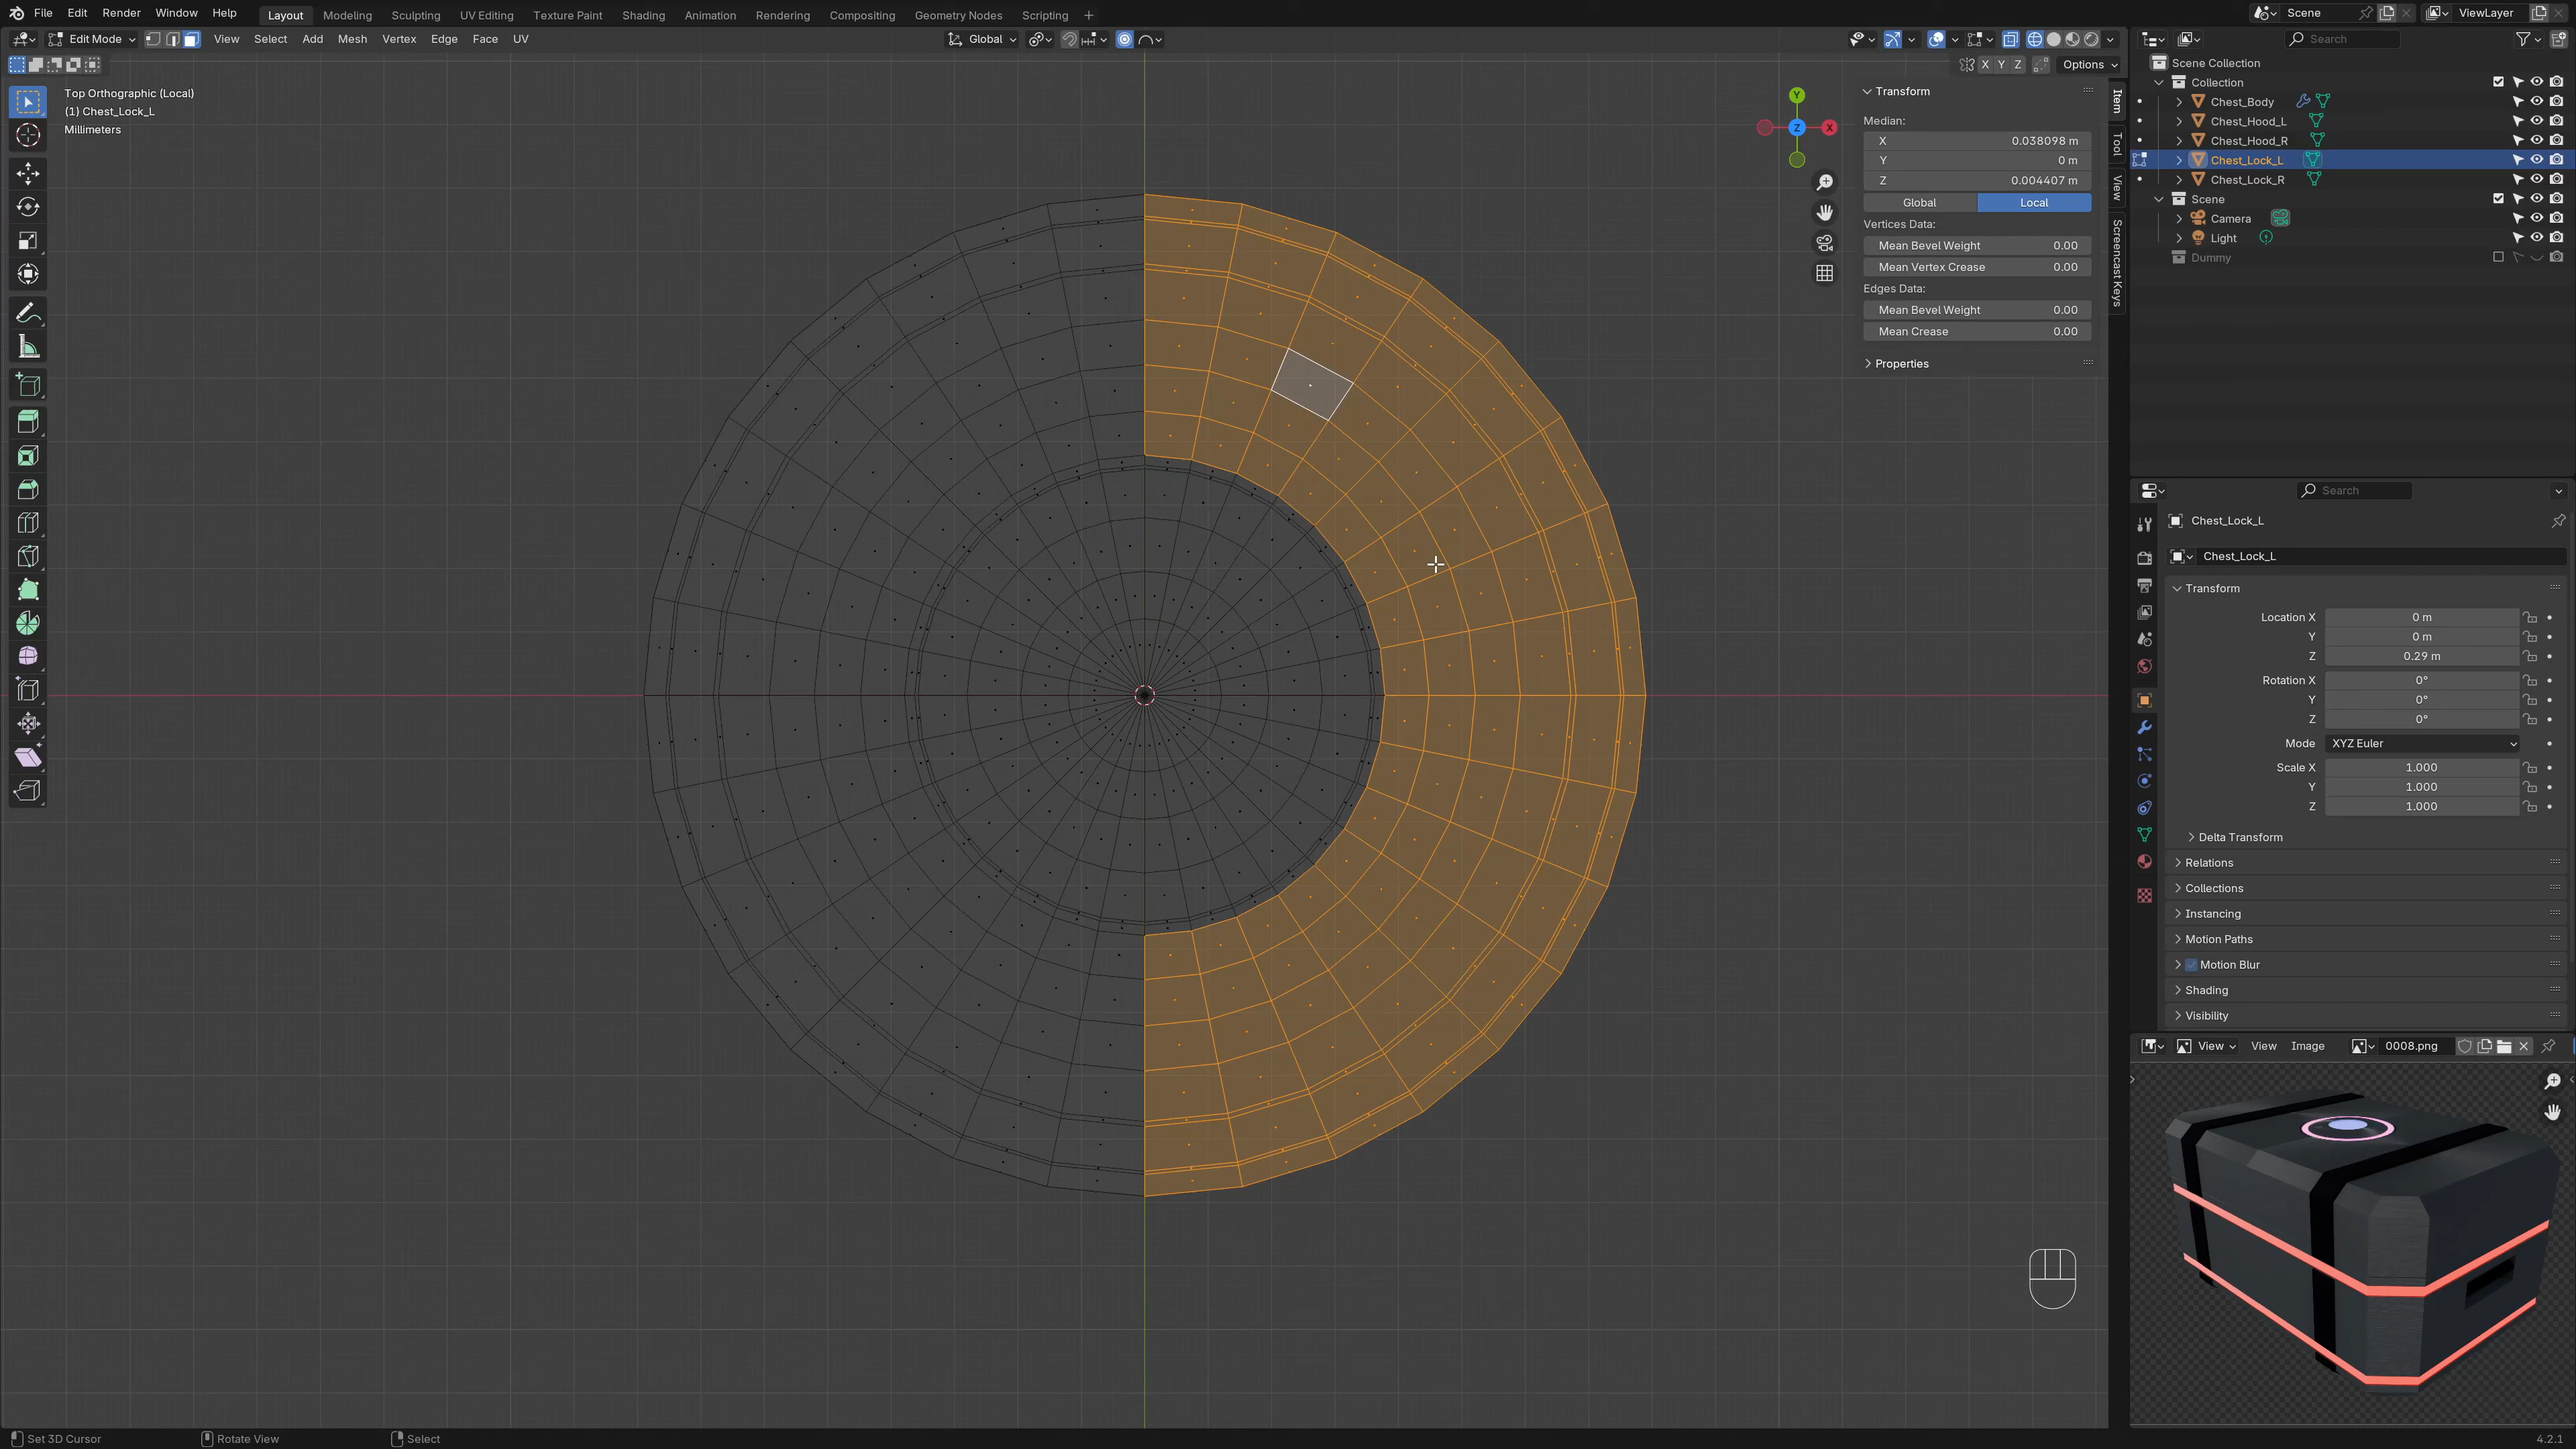 File Edit Render Window Help Layout Modeling Sculpting UV Editing Texture Paint Shading Animation Rendering Compositing Geometry Nodes Scripting + Scene ViewLayer
Edit Mode View Select Add Mesh Vertex Edge Face UV Global
X Y Z Options
Top Orthographic (Local)
(1) Chest_Lock_L
Millimeters
Y
Z
X
Transform
Median:
X 0.038098 m
Y 0 m
Z 0.004407 m
Global Local
Vertices Data:
Mean Bevel Weight 0.00
Mean Vertex Crease 0.00
Edges Data:
Mean Bevel Weight 0.00
Mean Crease 0.00
Properties
Item
Tool
View
Screencast Keys
Search
Scene Collection
Collection
Chest_Body
Chest_Hood_L
Chest_Hood_R
Chest_Lock_L
Chest_Lock_R
Scene
Camera
Light
Dummy
Search
Chest_Lock_L
Chest_Lock_L
Transform
Location X 0 m
Y 0 m
Z 0.29 m
Rotation X 0°
Y 0°
Z 0°
Mode XYZ Euler
Scale X 1.000
Y 1.000
Z 1.000
Delta Transform
Relations
Collections
Instancing
Motion Paths
Motion Blur
Shading
Visibility
View View Image 0008.png
Set 3D Cursor Rotate View Select 4.2.1